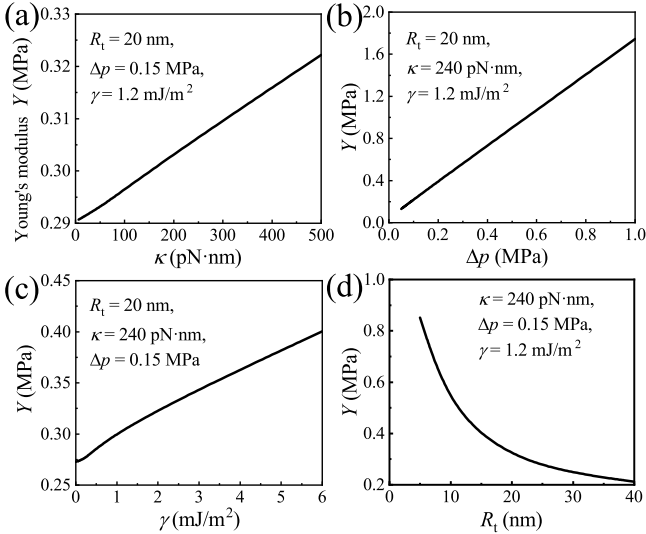 (a)
0.33
0.32
0.31
0.30
0.29
Young's modulus Y (MPa)
Rt = 20 nm,
Δp = 0.15 MPa,
γ = 1.2 mJ/m²
0 100 200 300 400 500
κ (pN·nm)
(b)
2.0
1.6
1.2
0.8
0.4
0.0
Y (MPa)
Rt = 20 nm,
κ = 240 pN·nm,
γ = 1.2 mJ/m²
0.0 0.2 0.4 0.6 0.8 1.0
Δp (MPa)
(c)
0.45
0.40
0.35
0.30
0.25
Y (MPa)
Rt = 20 nm,
κ = 240 pN·nm,
Δp = 0.15 MPa
0 1 2 3 4 5 6
γ (mJ/m²)
(d)
1.0
0.8
0.6
0.4
0.2
Y (MPa)
κ = 240 pN·nm,
Δp = 0.15 MPa,
γ = 1.2 mJ/m²
0 10 20 30 40
Rt (nm)